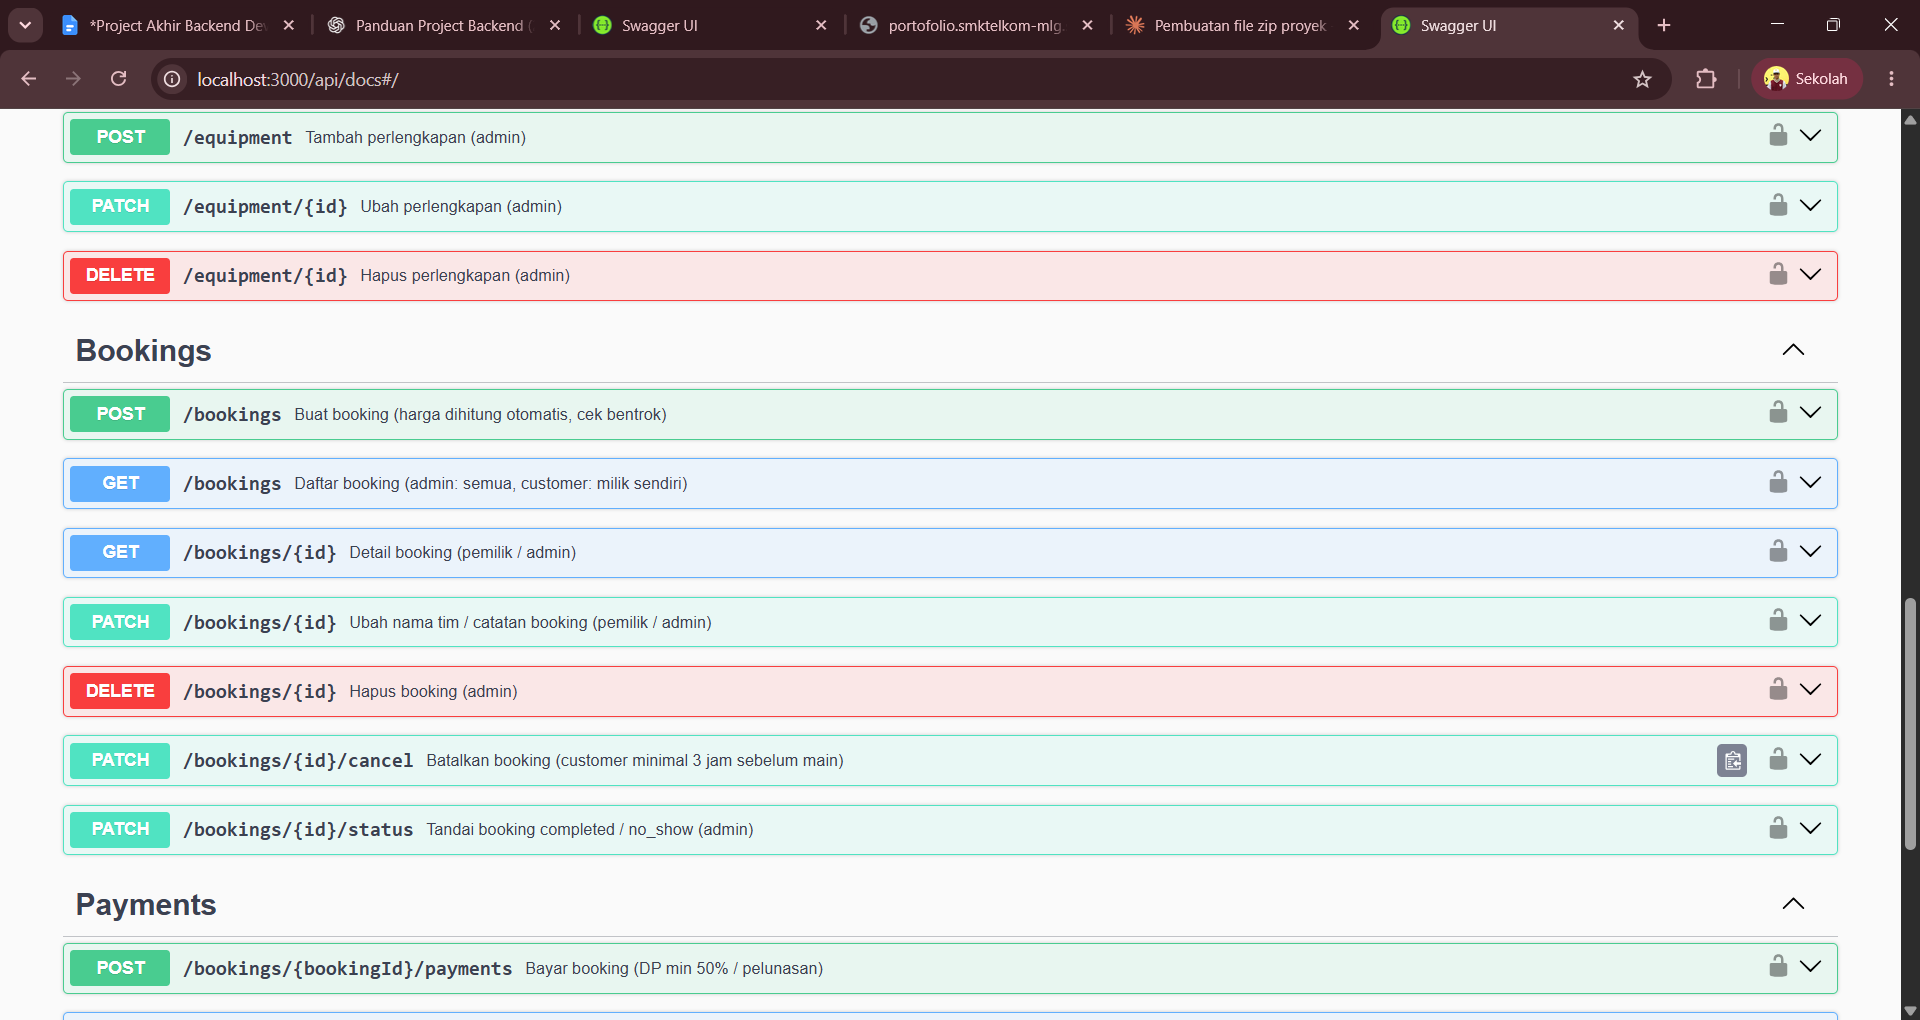 *Project Akhir Backend Dev
Panduan Project Backend (
Swagger UI
portofolio.smktelkom-mlg.
Pembuatan file zip proyek
Swagger UI
localhost:3000/api/docs#/
Sekolah
POST /equipment Tambah perlengkapan (admin)
PATCH /equipment/{id} Ubah perlengkapan (admin)
DELETE /equipment/{id} Hapus perlengkapan (admin)
Bookings
POST /bookings Buat booking (harga dihitung otomatis, cek bentrok)
GET /bookings Daftar booking (admin: semua, customer: milik sendiri)
GET /bookings/{id} Detail booking (pemilik / admin)
PATCH /bookings/{id} Ubah nama tim / catatan booking (pemilik / admin)
DELETE /bookings/{id} Hapus booking (admin)
PATCH /bookings/{id}/cancel Batalkan booking (customer minimal 3 jam sebelum main)
PATCH /bookings/{id}/status Tandai booking completed / no_show (admin)
Payments
POST /bookings/{bookingId}/payments Bayar booking (DP min 50% / pelunasan)